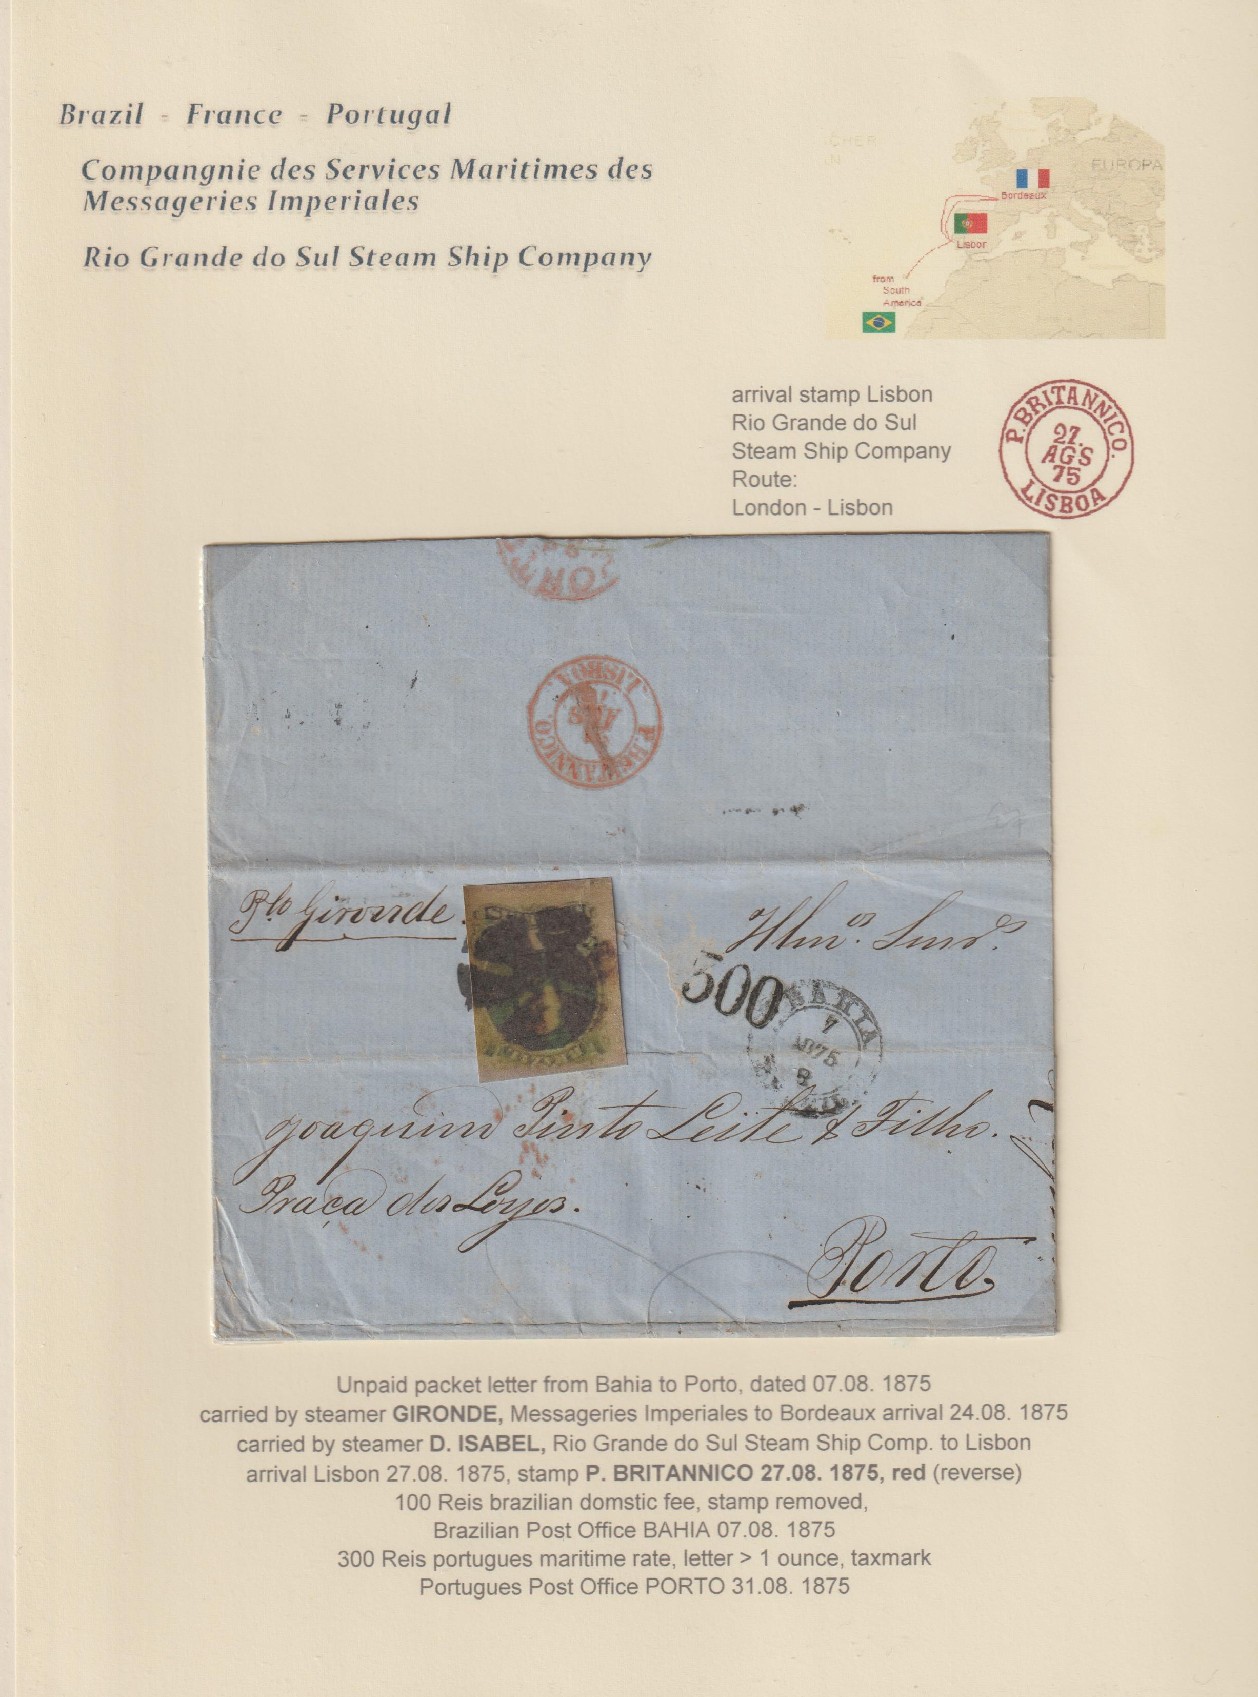 Brazil - France - Portugal
Compangnie des Services Maritimes des
Messageries Imperiales
Rio Grande do Sul Steam Ship Company
CHER
N
EUROPA
Bordeaux
Lisbor
from
South
America
arrival stamp Lisbon
Rio Grande do Sul
Steam Ship Company
Route:
London - Lisbon
P. BRITANNICO.
27.
AGS
75
LISBOA
LISBOA
P. BRITANNICO
Gironde
300
BAHIA
7
1875
8
Joaquim Pinto Leite & Filho.
Praça dos Loyos.
Porto
Unpaid packet letter from Bahia to Porto, dated 07.08. 1875
carried by steamer GIRONDE, Messageries Imperiales to Bordeaux arrival 24.08. 1875
carried by steamer D. ISABEL, Rio Grande do Sul Steam Ship Comp. to Lisbon
arrival Lisbon 27.08. 1875, stamp P. BRITANNICO 27.08. 1875, red (reverse)
100 Reis brazilian domstic fee, stamp removed,
Brazilian Post Office BAHIA 07.08. 1875
300 Reis portugues maritime rate, letter > 1 ounce, taxmark
Portugues Post Office PORTO 31.08. 1875